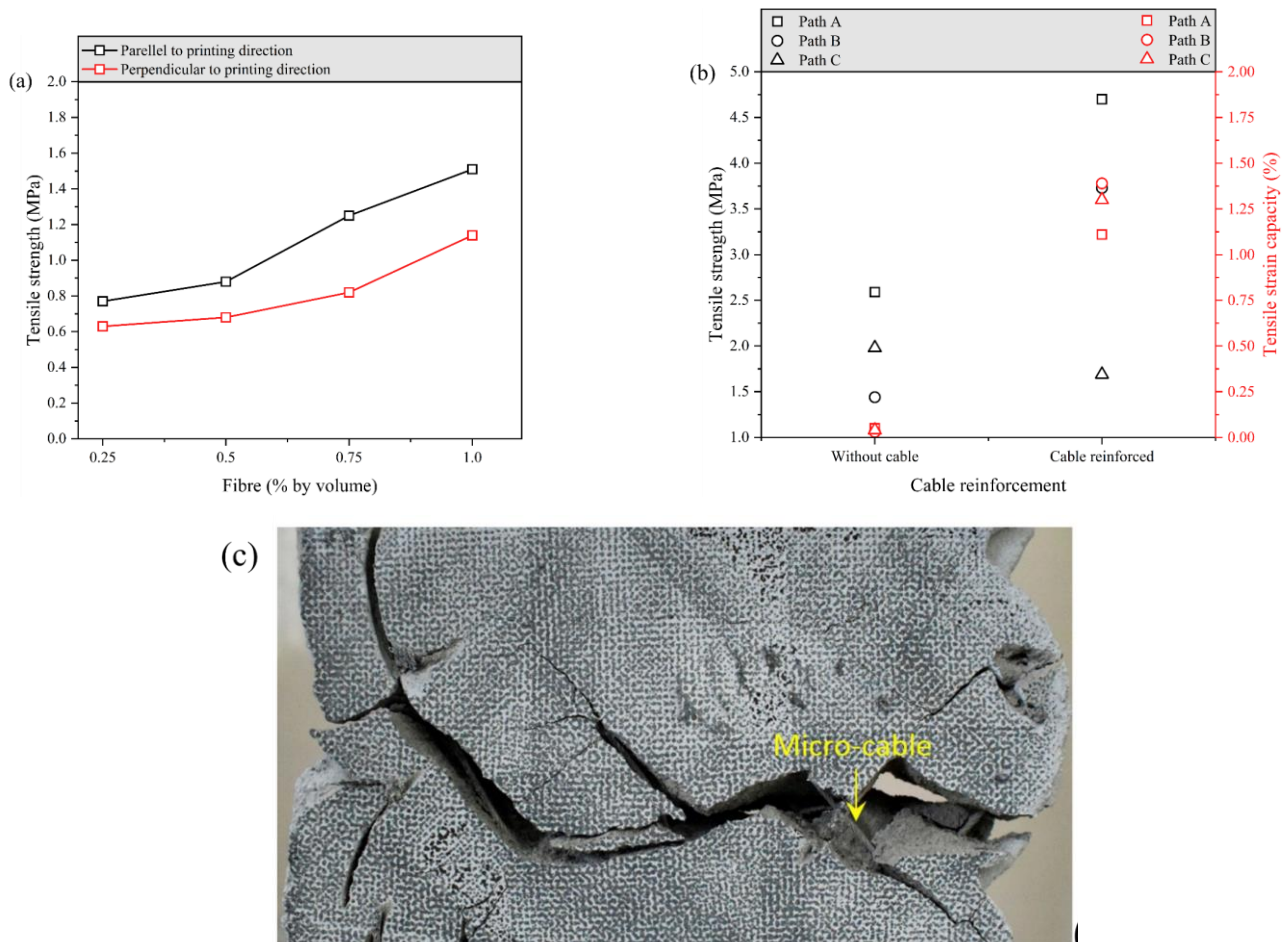 (a)
Parellel to printing direction
Perpendicular to printing direction
2.0
1.8
1.6
1.4
1.2
1.0
0.8
0.6
0.4
0.2
0.0
Tensile strength (MPa)
0.25 0.5 0.75 1.0
Fibre (% by volume)
(b)
Path A
Path B
Path C
Path A
Path B
Path C
5.0
4.5
4.0
3.5
3.0
2.5
2.0
1.5
1.0
Tensile strength (MPa)
2.00
1.75
1.50
1.25
1.00
0.75
0.50
0.25
0.00
Tensile strain capacity (%)
Without cable Cable reinforced
Cable reinforcement
(c)
Micro-cable